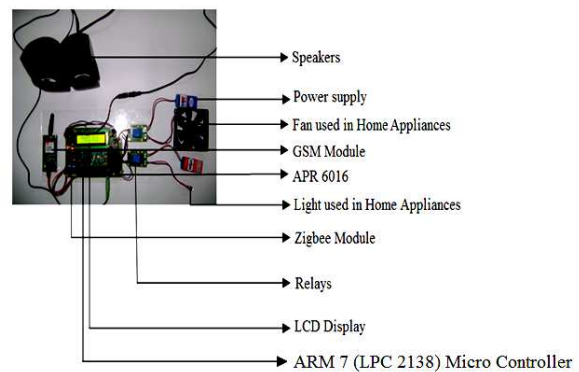 Speakers
Power supply
Fan used in Home Appliances
GSM Module
APR 6016
Light used in Home Appliances
Zigbee Module
Relays
LCD Display
ARM 7 (LPC 2138) Micro Controller